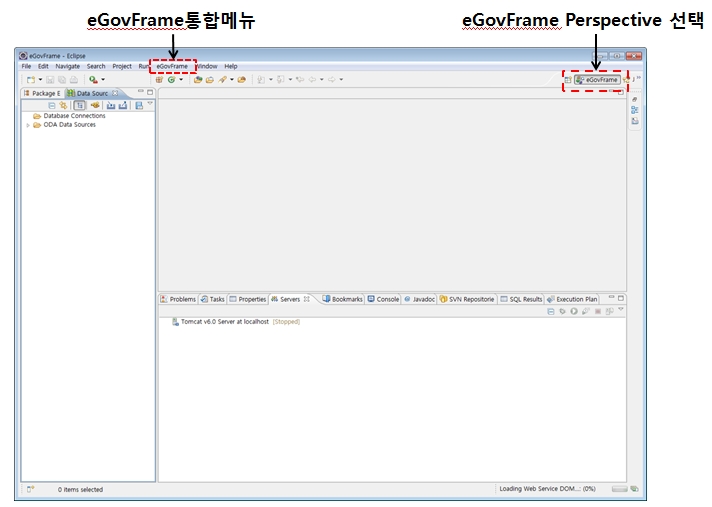 eGovFrame통합메뉴
eGovFrame Perspective 선택
eGovFrame - Eclipse
File Edit Navigate Search Project Run eGovFrame Window Help
eGovFrame
Package E
Data Sourc
Database Connections
ODA Data Sources
Problems Tasks Properties Servers Bookmarks Console Javadoc SVN Repositorie SQL Results Execution Plan
Tomcat v6.0 Server at localhost [Stopped]
0 items selected
Loading Web Service DOM...: (0%)